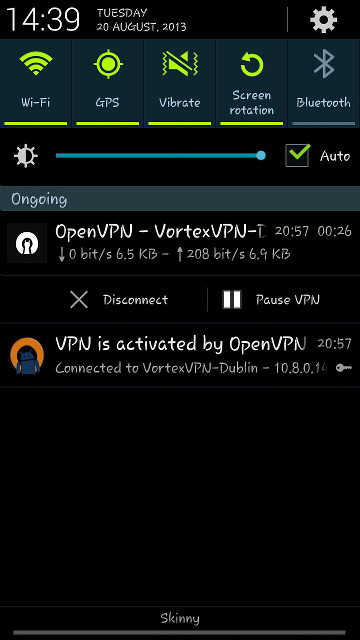 14:39
TUESDAY
20 AUGUST, 2013
Wi-Fi
GPS
Vibrate
Screen
rotation
Bluetooth
Auto
Ongoing
OpenVPN - VortexVPN- 20:57 00:26
0 bit/s 6.5 KB - 208 bit/s 6.9 KB
Disconnect
Pause VPN
VPN is activated by OpenVPN 20:57
Connected to VortexVPN-Dublin - 10.8.0.14
Skinny